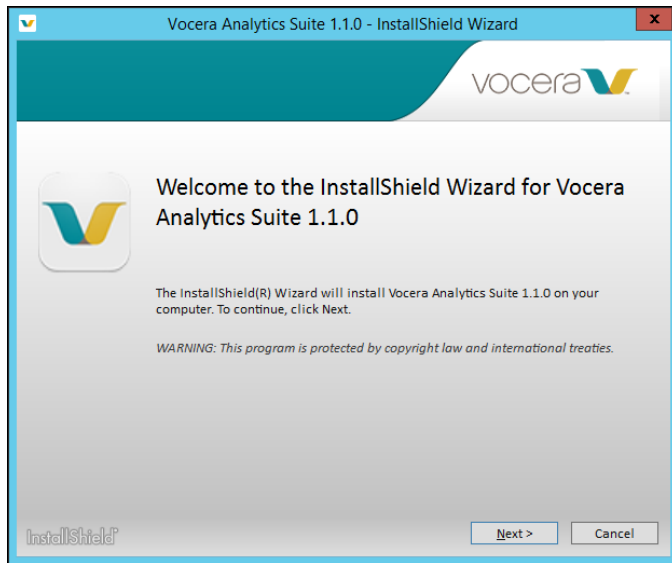 Vocera Analytics Suite 1.1.0 - InstallShield Wizard
x
vocera
Welcome to the InstallShield Wizard for Vocera
Analytics Suite 1.1.0
The InstallShield(R) Wizard will install Vocera Analytics Suite 1.1.0 on your
computer. To continue, click Next.
WARNING: This program is protected by copyright law and international treaties.
InstallShield
Next >
Cancel